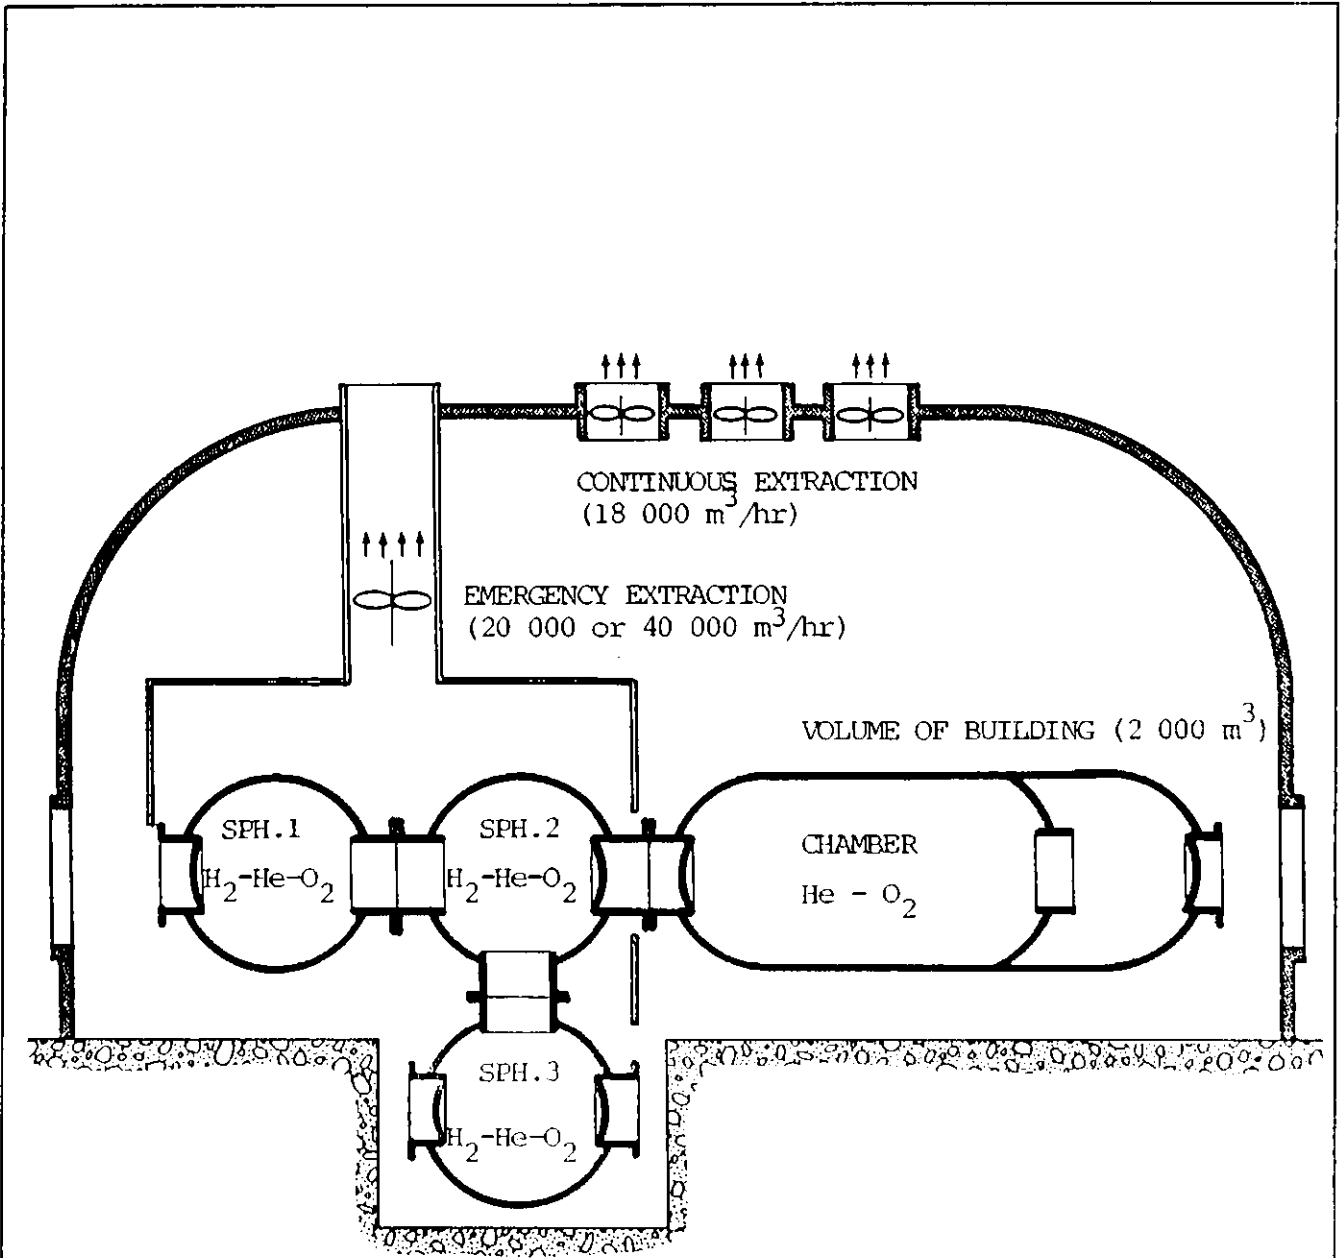 CONTINUOUS EXTRACTION
(18 000 m³/hr)
EMERGENCY EXTRACTION
(20 000 or 40 000 m³/hr)
VOLUME OF BUILDING (2 000 m³)
SPH.1
H₂-He-O₂
SPH.2
H₂-He-O₂
CHAMBER
He - O₂
SPH.3
H₂-He-O₂